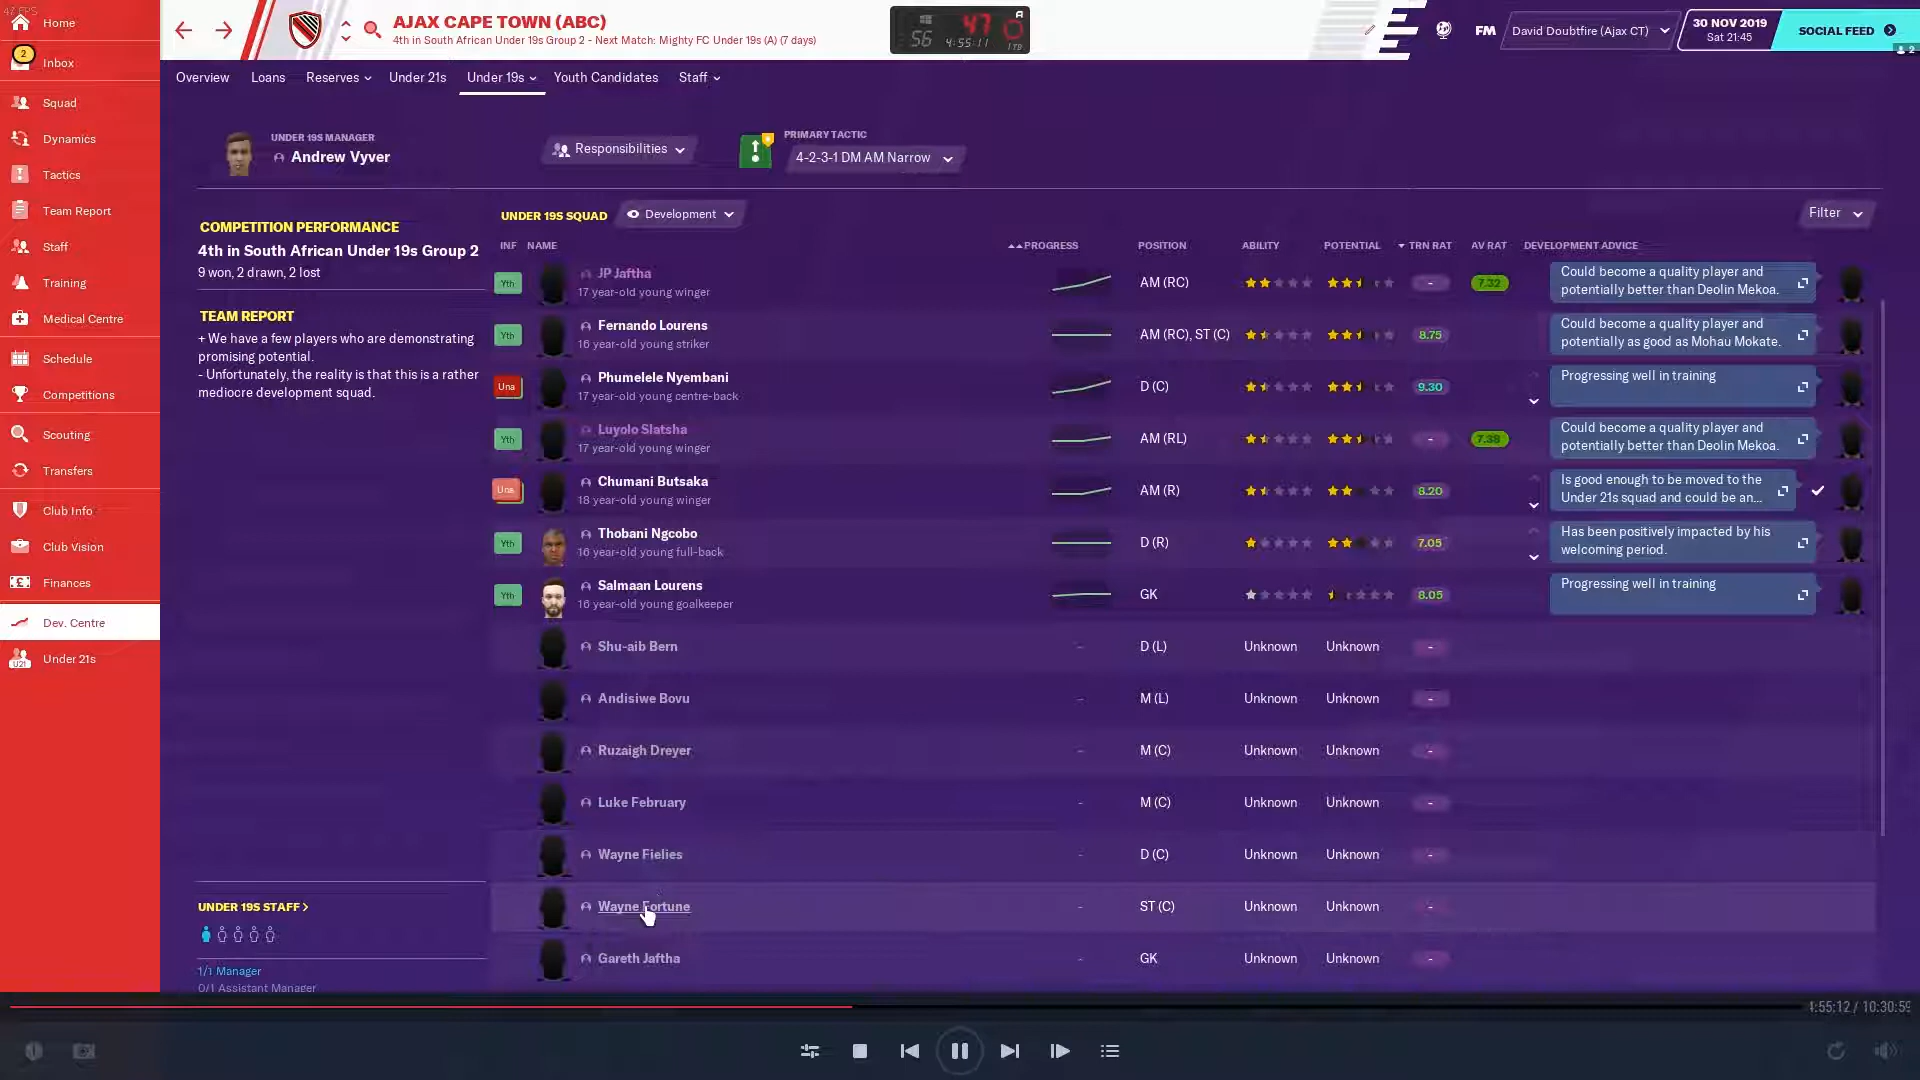 47 FPS
Home
2
Inbox
Squad
Dynamics
Tactics
Team Report
Staff
Training
Medical Centre
Schedule
Competitions
Scouting
Transfers
Club Info
Club Vision
Finances
Dev. Centre
Under 21s
AJAX CAPE TOWN (ABC)
4th in South African Under 19s Group 2 - Next Match: Mighty FC Under 19s (A) (7 days)
47
56 4:55:11
A
FM
David Doubtfire (Ajax CT)
30 NOV 2019
Sat 21:45
SOCIAL FEED
2
Overview Loans Reserves Under 21s Under 19s Youth Candidates Staff
UNDER 19S MANAGER
Andrew Vyver
Responsibilities
PRIMARY TACTIC
4-2-3-1 DM AM Narrow
COMPETITION PERFORMANCE
4th in South African Under 19s Group 2
9 won, 2 drawn, 2 lost
TEAM REPORT
+ We have a few players who are demonstrating
promising potential.
- Unfortunately, the reality is that this is a rather
mediocre development squad.
UNDER 19S STAFF >
1/1 Manager
0/1 Assistant Manager
UNDER 19S SQUAD Development Filter
INF NAME PROGRESS POSITION ABILITY POTENTIAL TRN RAT AV RAT DEVELOPMENT ADVICE
Yth JP Jaftha AM (RC) - 7.32
17 year-old young winger
Could become a quality player and
potentially better than Deolin Mekoa.
Yth Fernando Lourens AM (RC), ST (C) 8.75
16 year-old young striker
Could become a quality player and
potentially as good as Mohau Mokate.
Una Phumelele Nyembani D (C) 9.30
17 year-old young centre-back
Progressing well in training
Yth Luyolo Slatsha AM (RL) - 7.38
17 year-old young winger
Could become a quality player and
potentially better than Deolin Mekoa.
Una Chumani Butsaka AM (R) 8.20
18 year-old young winger
Is good enough to be moved to the
Under 21s squad and could be an...
Yth Thobani Ngcobo D (R) 7.05
16 year-old young full-back
Has been positively impacted by his
welcoming period.
Yth Salmaan Lourens GK 8.05
16 year-old young goalkeeper
Progressing well in training
Shu-aib Bern - D (L) Unknown Unknown -
Andisiwe Bovu - M (L) Unknown Unknown -
Ruzaigh Dreyer - M (C) Unknown Unknown -
Luke February - M (C) Unknown Unknown -
Wayne Fielies - D (C) Unknown Unknown -
Wayne Fortune - ST (C) Unknown Unknown -
Gareth Jaftha - GK Unknown Unknown -
4:55:12 / 10:30:59